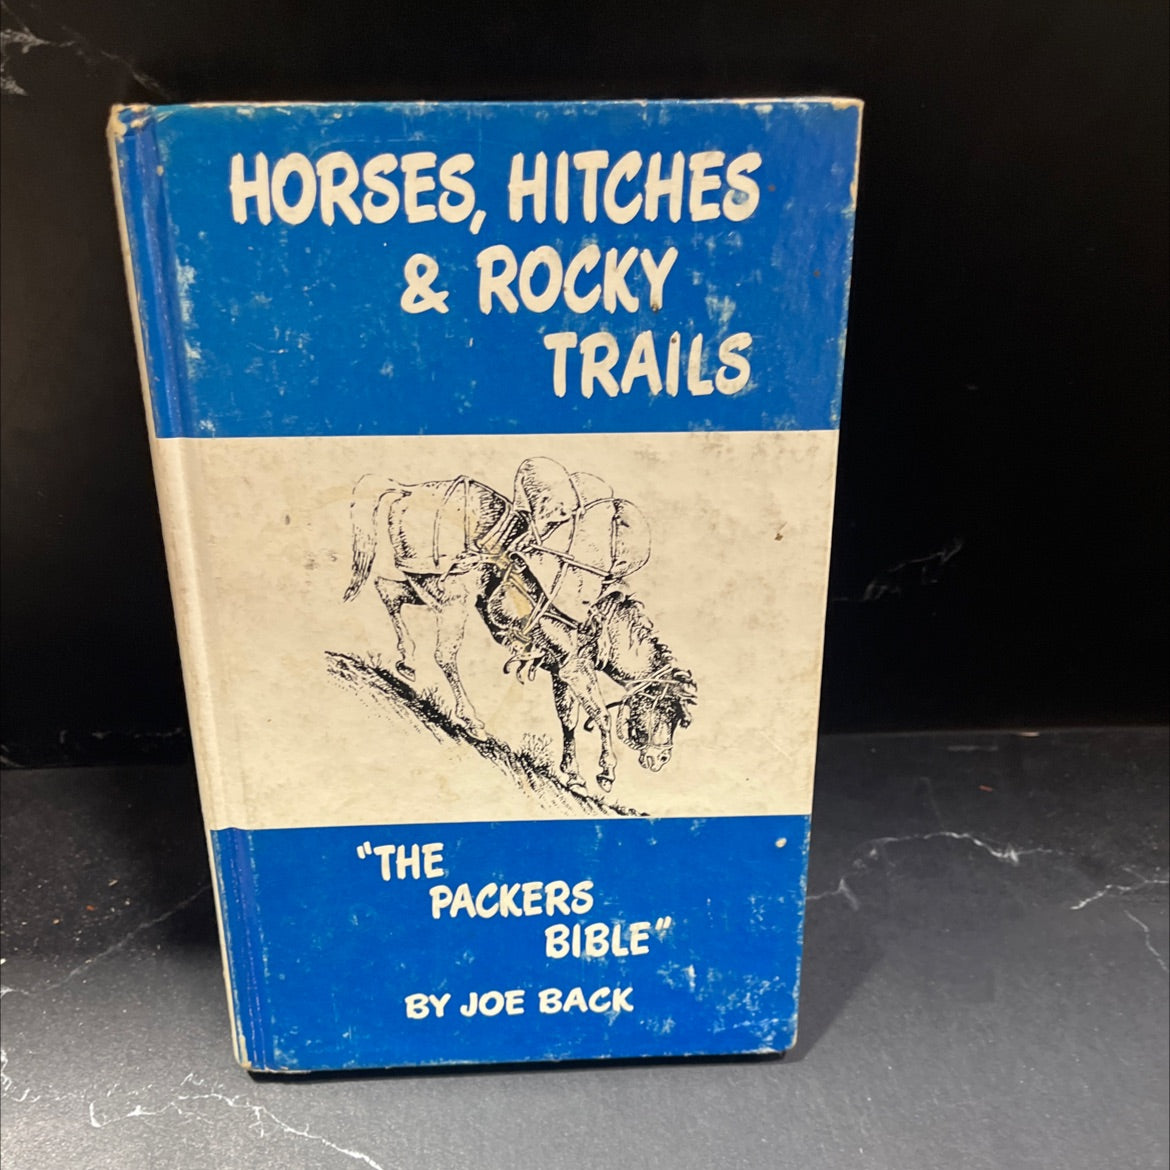 HORSES, HITCHES
& ROCKY
TRAILS
"THE
PACKERS
BIBLE"
BY JOE BACK